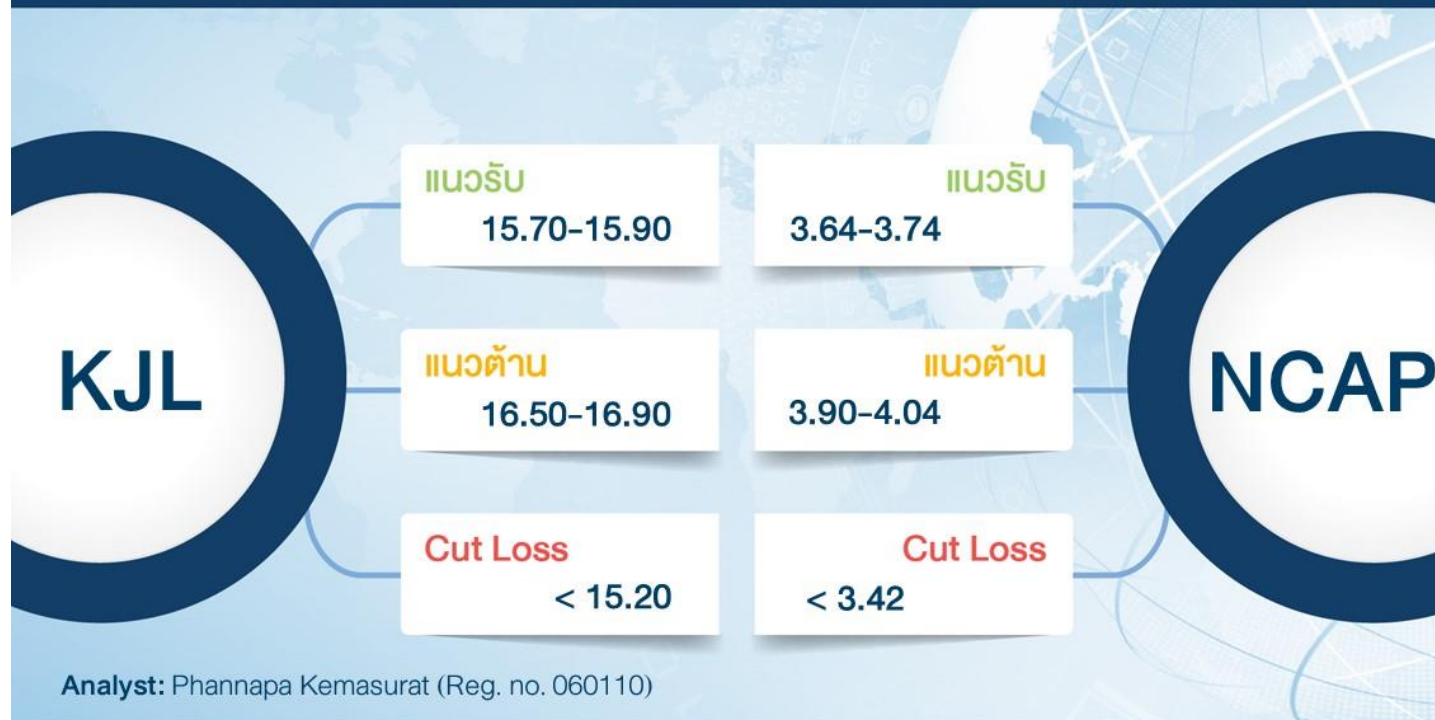 KJL
แนวรับ
15.70-15.90
แนวต้าน
16.50-16.90
Cut Loss
< 15.20
แนวรับ
3.64-3.74
แนวต้าน
3.90-4.04
Cut Loss
< 3.42
NCAP
Analyst: Phannapa Kemasurat (Reg. no. 060110)